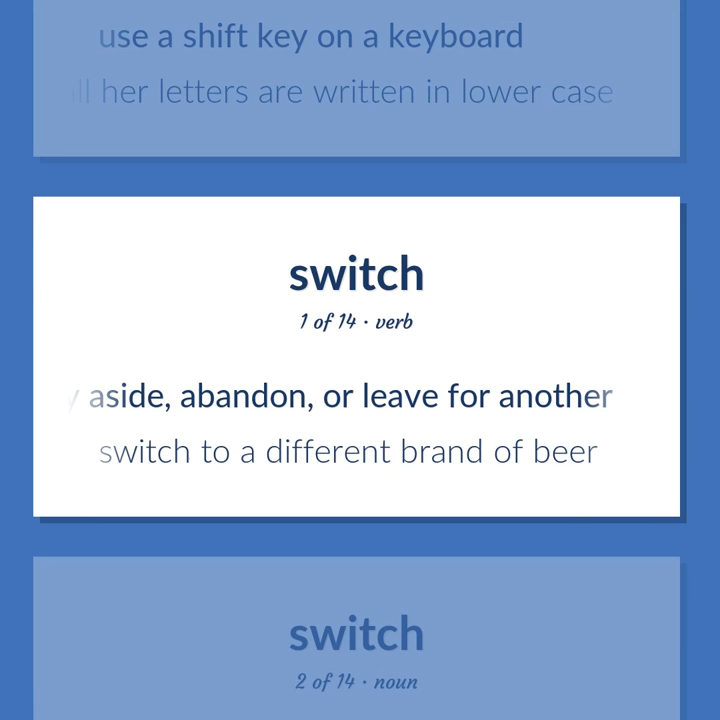 use a shift key on a keyboard
her letters are written in lower case
switch
1 of 14 · verb
aside, abandon, or leave for another
switch to a different brand of beer
switch
2 of 14 · noun